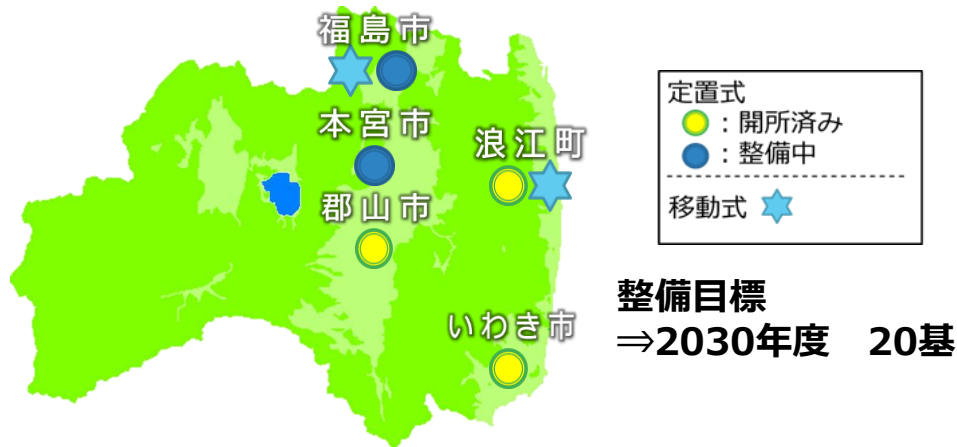 福島市
本宮市
浪江町
郡山市
いわき市
定置式
：開所済み
：整備中
移動式
整備目標
⇒2030年度　20基